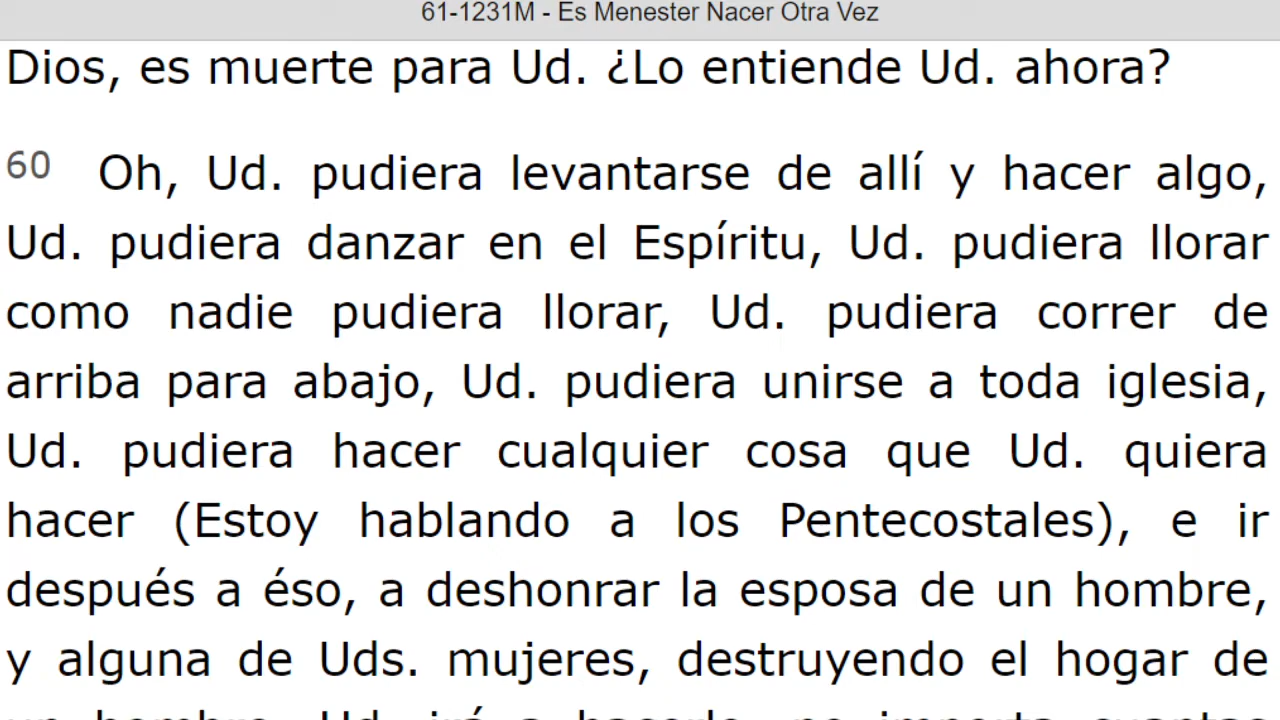 61-1231M - Es Menester Nacer Otra Vez
Dios, es muerte para Ud. ¿Lo entiende Ud. ahora?
60 Oh, Ud. pudiera levantarse de allí y hacer algo,
Ud. pudiera danzar en el Espíritu, Ud. pudiera llorar
como nadie pudiera llorar, Ud. pudiera correr de
arriba para abajo, Ud. pudiera unirse a toda iglesia,
Ud. pudiera hacer cualquier cosa que Ud. quiera
hacer (Estoy hablando a los Pentecostales), e ir
después a éso, a deshonrar la esposa de un hombre,
y alguna de Uds. mujeres, destruyendo el hogar de